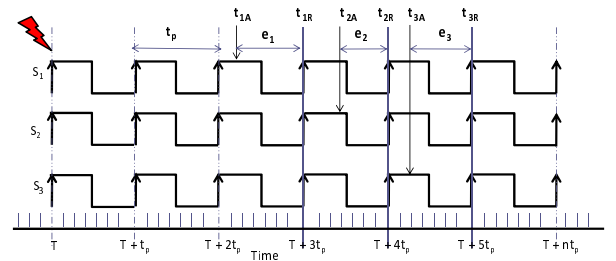 t1A t1R t2A t2R t3A t3R
tp e1 e2 e3
S1
S2
S3
T T + tp T + 2tp T + 3tp T + 4tp T + 5tp T + ntp
Time